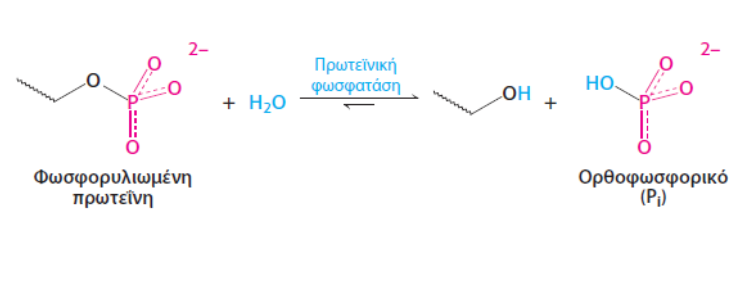 O
O
O
P
O
2–
+ H₂O
Πρωτεϊνική
φωσφατάση
OH
+
HO
P
O
O
O
2–
Φωσφορυλιωμένη
πρωτεΐνη
Ορθοφωσφορικό
(Pᵢ)